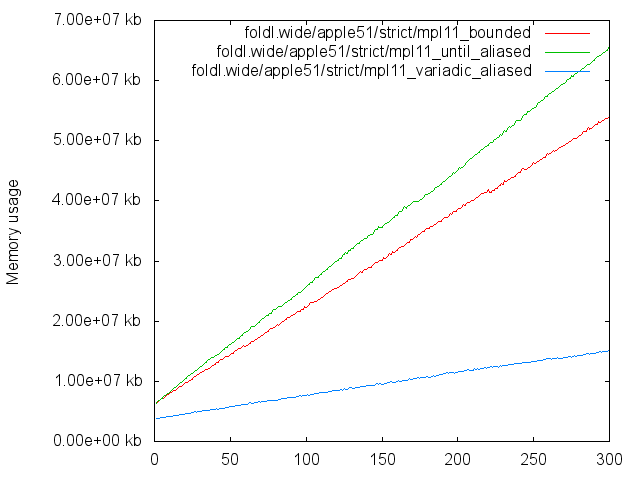 7.00e+07 kb
foldl.wide/apple51/strict/mpl11_bounded
foldl.wide/apple51/strict/mpl11_until_aliased
foldl.wide/apple51/strict/mpl11_variadic_aliased
6.00e+07 kb
5.00e+07 kb
4.00e+07 kb
Memory usage
3.00e+07 kb
2.00e+07 kb
1.00e+07 kb
0.00e+00 kb
0 50 100 150 200 250 300